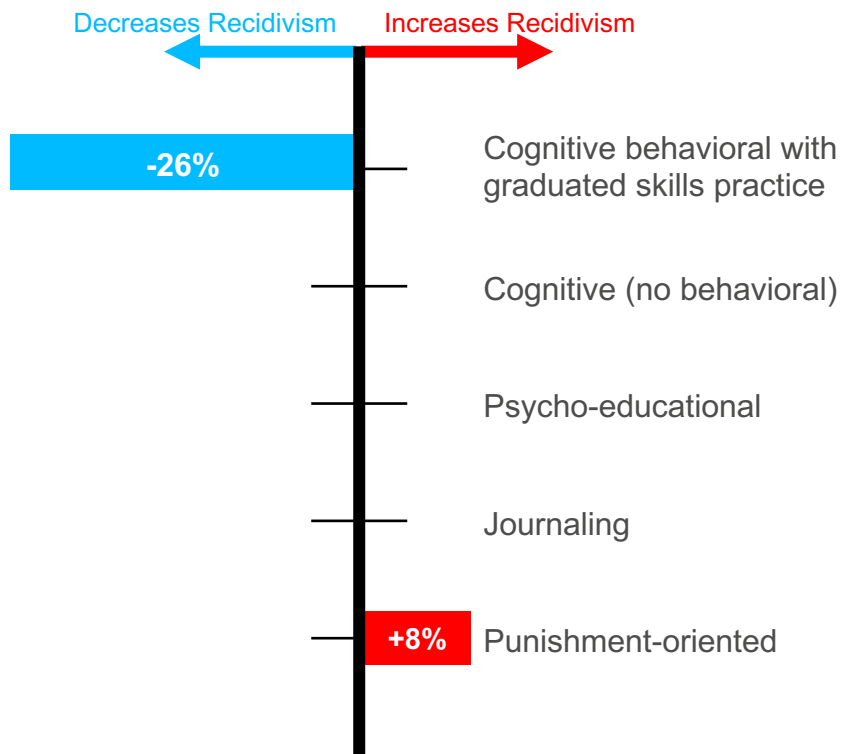 Decreases Recidivism
Increases Recidivism
-26%
Cognitive behavioral with
graduated skills practice
Cognitive (no behavioral)
Psycho-educational
Journaling
+8%
Punishment-oriented